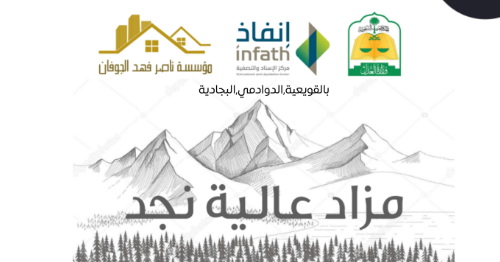 إنفاذ
infath
مركز الإسناد والتصفية
مؤسسة ناصر فهد الجوفان
بالقويعية,الدوادمي,البجادية
مزاد عالية نجد